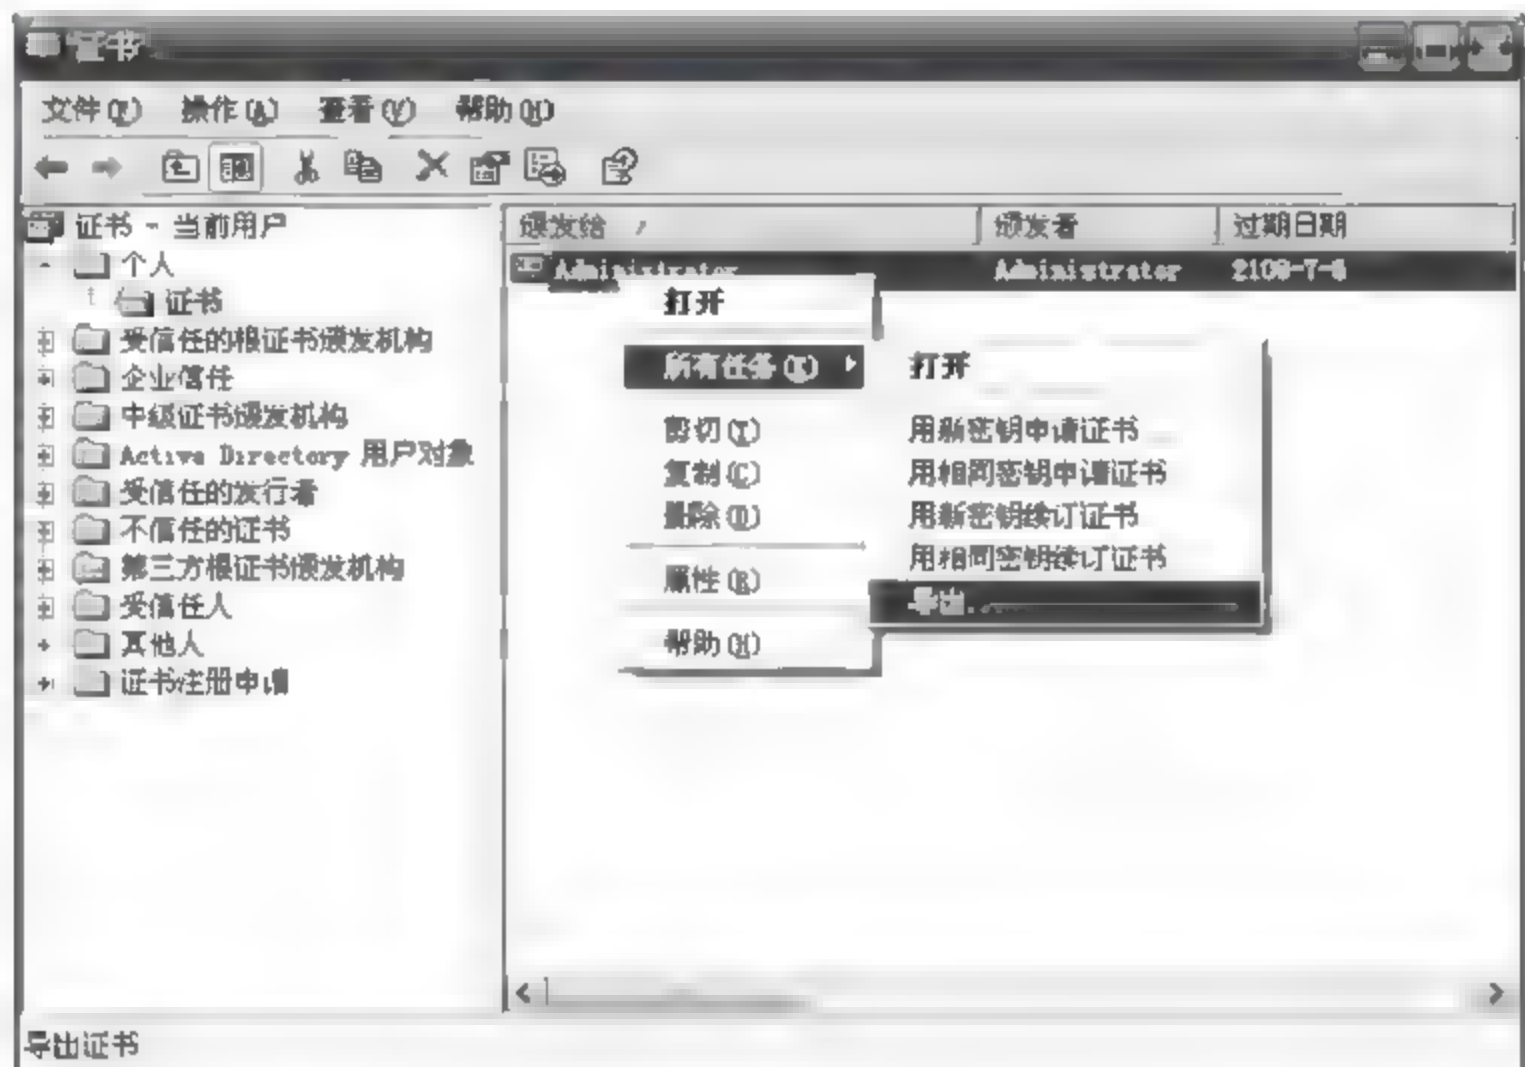 证书
文件(F) 操作(A) 查看(V) 帮助(H)
证书 - 当前用户
个人
证书
受信任的根证书颁发机构
企业信任
中级证书颁发机构
Active Directory 用户对象
受信任的发行者
不信任的证书
第三方根证书颁发机构
受信任人
其他人
证书注册申请
颁发给 颁发者 过期日期
Administrator Administrator
打开
所有任务(K)
剪切(T)
复制(C)
删除(D)
属性(R)
帮助(H)
打开
用新密钥申请证书
用相同密钥申请证书
用新密钥续订证书
用相同密钥续订证书
导出...
导出证书